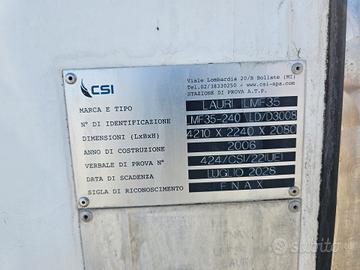 CSI
Viale Lombardia 20/B Bollate (MI)
Tel.02/38330250 - www.csi-spa.com
STAZIONE DI PROVA A.T.P.
MARCA E TIPO LAURI LMF35
N° DI IDENTIFICAZIONE MF35-240 LD/D3008
DIMENSIONI (LxBxH) 4210 X 2240 X 2080
ANNO DI COSTRUZIONE 2006
VERBALE DI PROVA N° 424/CSI/22(UE)
DATA DI SCADENZA LUGLIO 2028
SIGLA DI RICONOSCIMENTO FNAX
subito